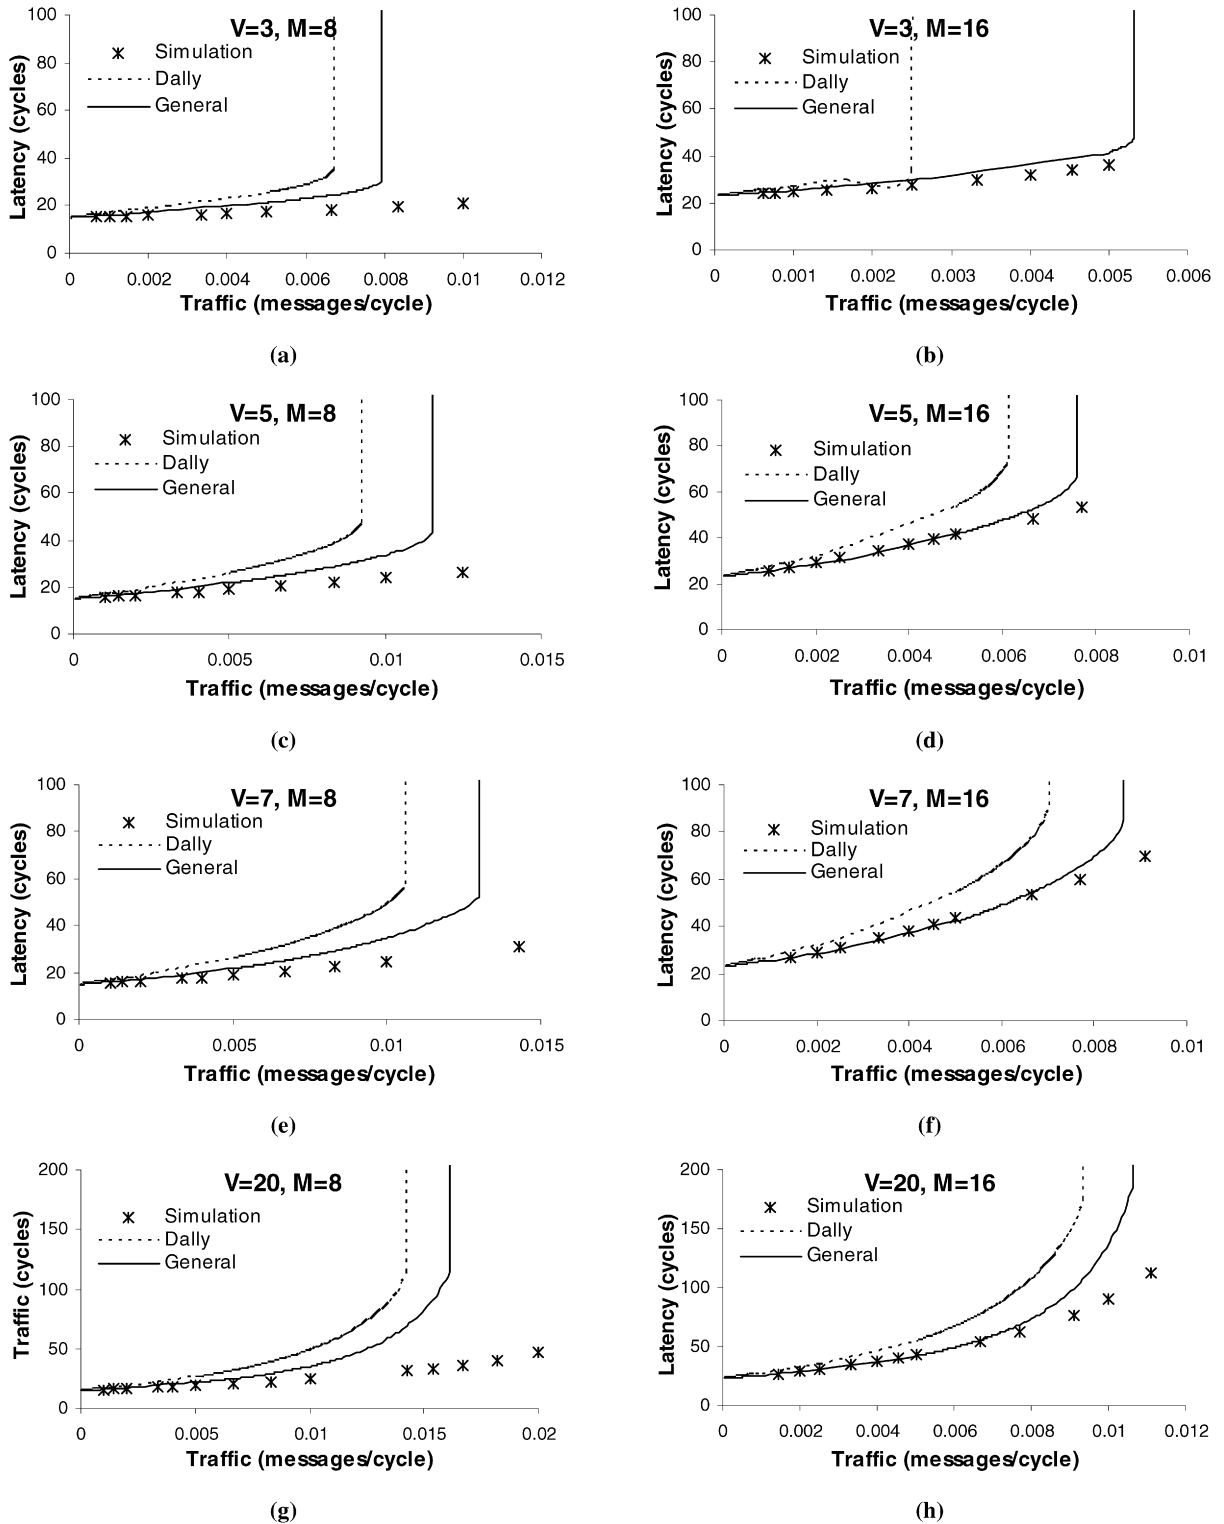 V=3, M=8
Simulation
Dally
General
Latency (cycles)
100
80
60
40
20
0
0 0.002 0.004 0.006 0.008 0.01 0.012
Traffic (messages/cycle)
(a)
V=3, M=16
Simulation
Dally
General
Latency (cycles)
100
80
60
40
20
0
0 0.001 0.002 0.003 0.004 0.005 0.006
Traffic (messages/cycle)
(b)
V=5, M=8
Simulation
Dally
General
Latency (cycles)
100
80
60
40
20
0
0 0.005 0.01 0.015
Traffic (messages/cycle)
(c)
V=5, M=16
Simulation
Dally
General
Latency (cycles)
100
80
60
40
20
0
0 0.002 0.004 0.006 0.008 0.01
Traffic (messages/cycle)
(d)
V=7, M=8
Simulation
Dally
General
Latency (cycles)
100
80
60
40
20
0
0 0.005 0.01 0.015
Traffic (messages/cycle)
(e)
V=7, M=16
Simulation
Dally
General
Latency (cycles)
100
80
60
40
20
0
0 0.002 0.004 0.006 0.008 0.01
Traffic (messages/cycle)
(f)
V=20, M=8
Simulation
Dally
General
Traffic (cycles)
200
150
100
50
0
0 0.005 0.01 0.015 0.02
Traffic (messages/cycle)
(g)
V=20, M=16
Simulation
Dally
General
Latency (cycles)
200
150
100
50
0
0 0.002 0.004 0.006 0.008 0.01 0.012
Traffic (messages/cycle)
(h)